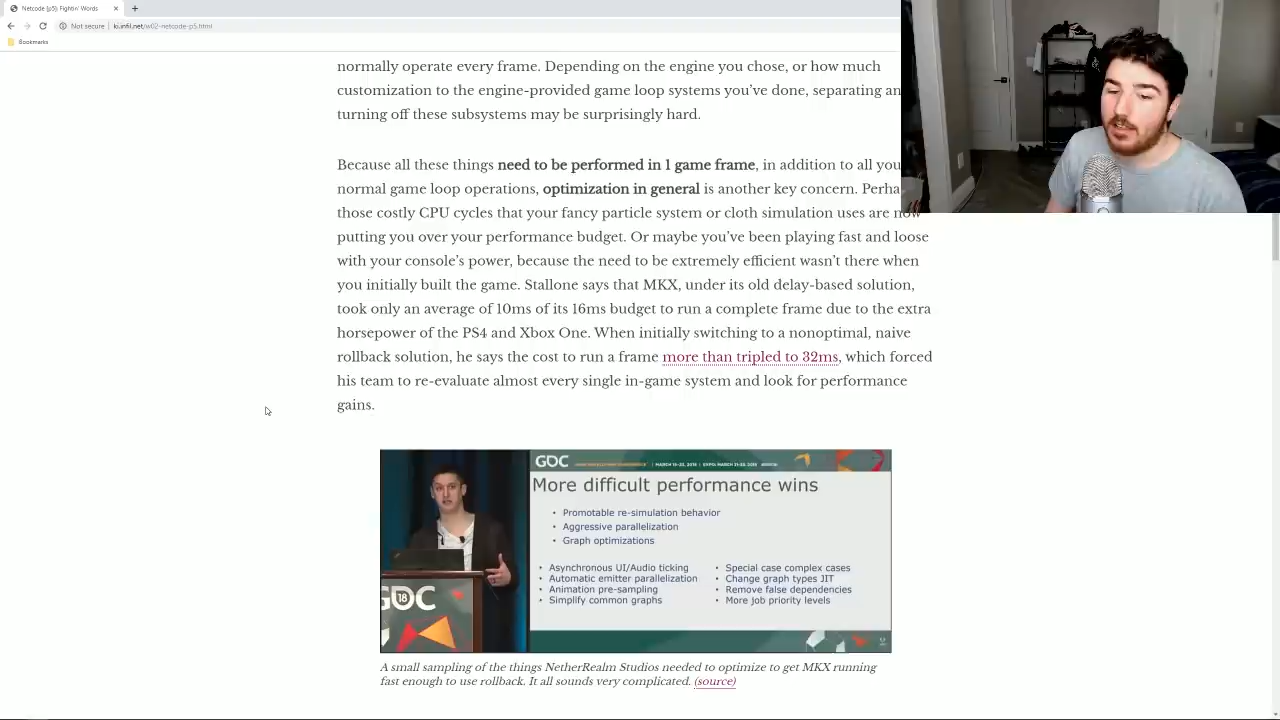 Netcode (p5) Fightin' Words
Not secure
ki.infil.net/w02-netcode-p5.html
Bookmarks
normally operate every frame. Depending on the engine you chose, or how much
customization to the engine-provided game loop systems you've done, separating an
turning off these subsystems may be surprisingly hard.
Because all these things need to be performed in 1 game frame, in addition to all you
normal game loop operations, optimization in general is another key concern. Perha
those costly CPU cycles that your fancy particle system or cloth simulation uses are now
putting you over your performance budget. Or maybe you've been playing fast and loose
with your console's power, because the need to be extremely efficient wasn't there when
you initially built the game. Stallone says that MKX, under its old delay-based solution,
took only an average of 10ms of its 16ms budget to run a complete frame due to the extra
horsepower of the PS4 and Xbox One. When initially switching to a nonoptimal, naive
rollback solution, he says the cost to run a frame more than tripled to 32ms, which forced
his team to re-evaluate almost every single in-game system and look for performance
gains.
GDC
More difficult performance wins
• Promotable re-simulation behavior
• Aggressive parallelization
• Graph optimizations
• Asynchronous UI/Audio ticking
• Automatic emitter parallelization
• Animation pre-sampling
• Simplify common graphs
• Special case complex cases
• Change graph types JIT
• Remove false dependencies
• More job priority levels
GDC 18
A small sampling of the things NetherRealm Studios needed to optimize to get MKX running
fast enough to use rollback. It all sounds very complicated. (source)